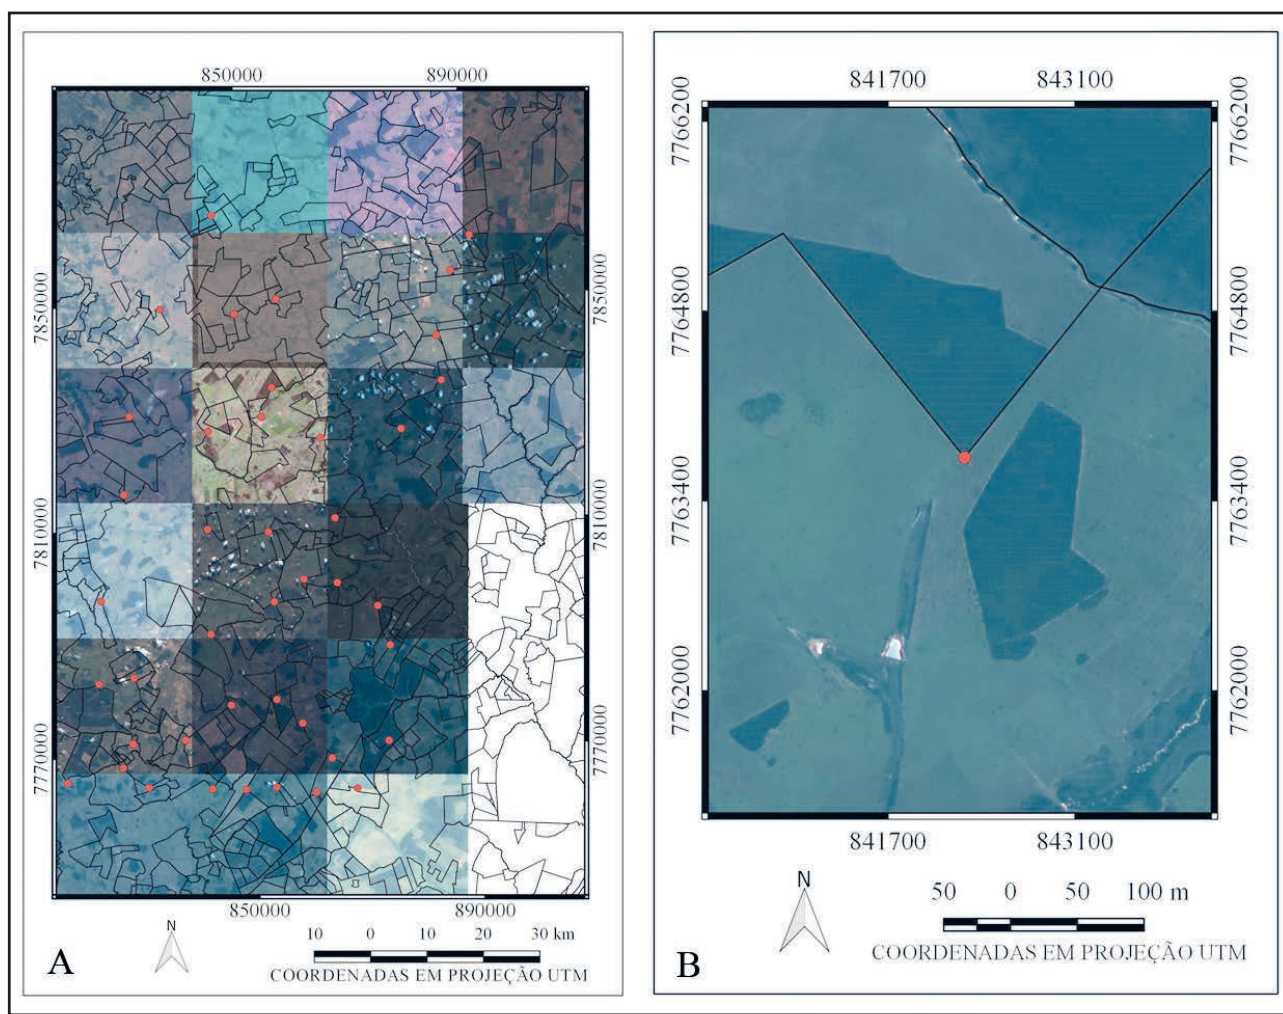 850000 890000
7850000 7850000
7810000 7810000
7770000 7770000
850000 890000
N
10 0 10 20 30 km
COORDENADAS EM PROJEÇÃO UTM
A
841700 843100
7766200 7766200
7764800 7764800
7763400 7763400
7762000 7762000
841700 843100
N
50 0 50 100 m
COORDENADAS EM PROJEÇÃO UTM
B